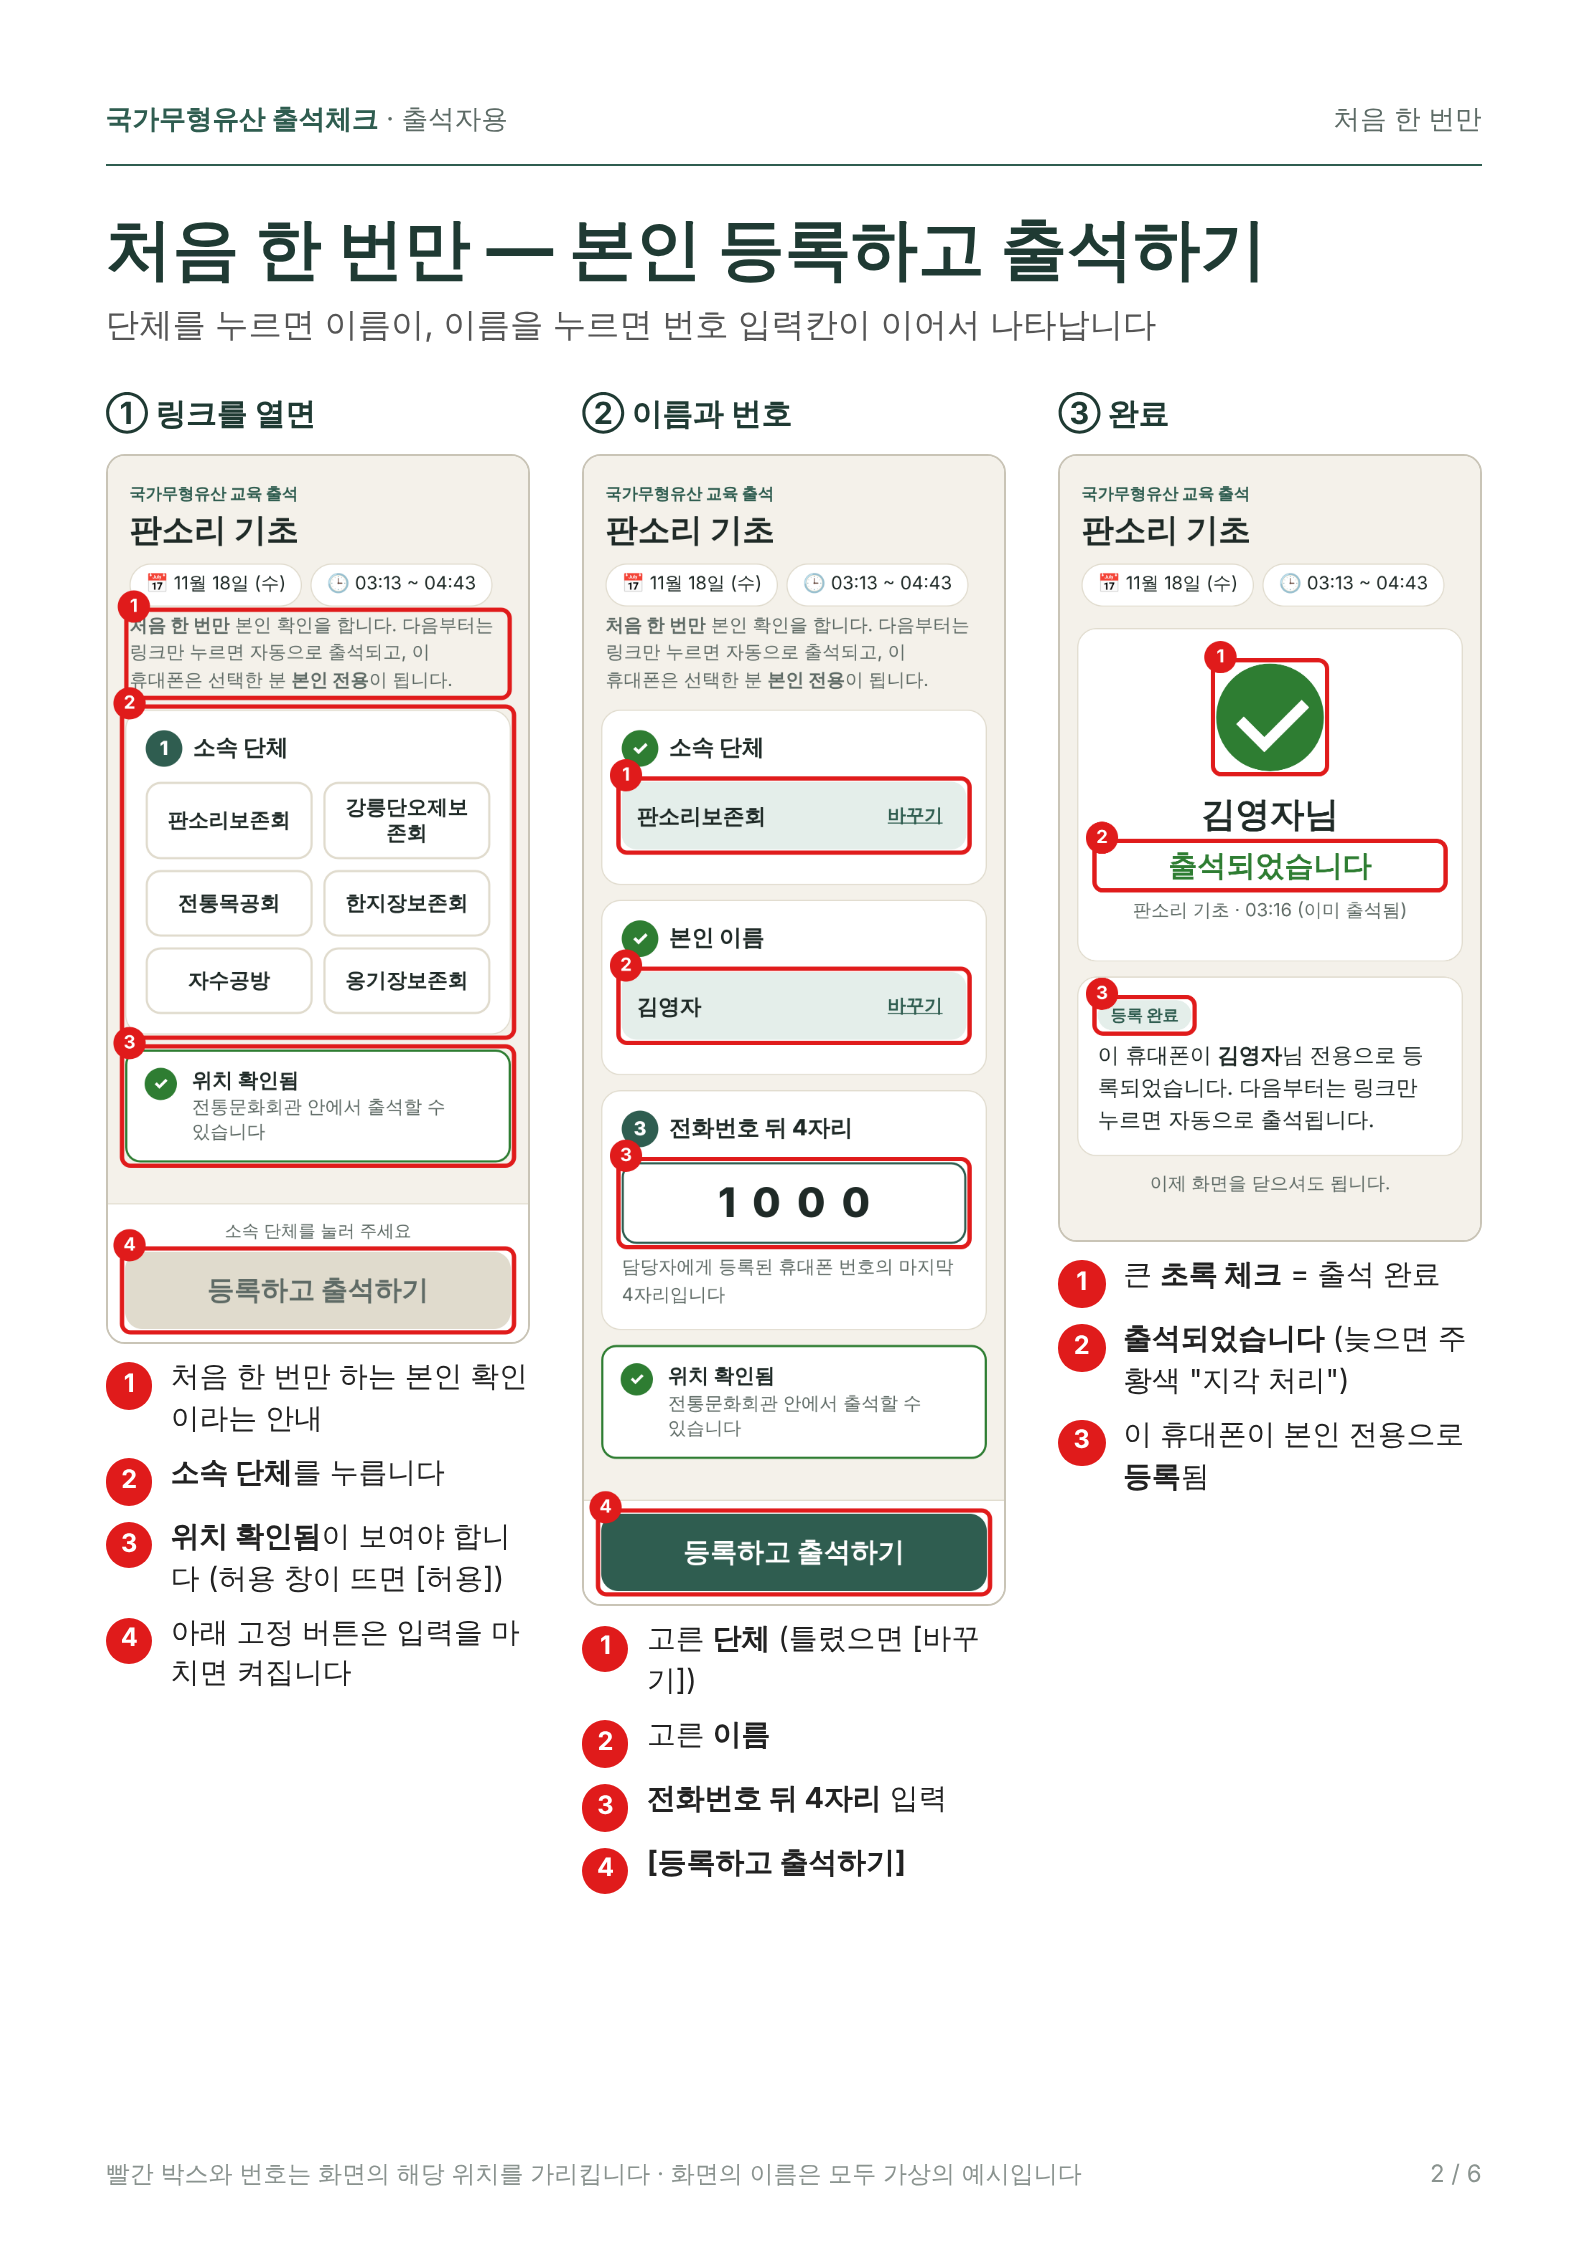 국가무형유산 출석체크 · 출석자용
처음 한 번만
처음 한 번만 — 본인 등록하고 출석하기
단체를 누르면 이름이, 이름을 누르면 번호 입력칸이 이어서 나타납니다
① 링크를 열면
국가무형유산 교육 출석
판소리 기초
📅 11월 18일 (수) 🕒 03:13 ~ 04:43
1
처음 한 번만 본인 확인을 합니다. 다음부터는
링크만 누르면 자동으로 출석되고, 이
휴대폰은 선택한 분 본인 전용이 됩니다.
2
1 소속 단체
판소리보존회 강릉단오제보
존회
전통목공회 한지장보존회
자수공방 옹기장보존회
3
위치 확인됨
전통문화회관 안에서 출석할 수
있습니다
소속 단체를 눌러 주세요
4
등록하고 출석하기
1 처음 한 번만 하는 본인 확인
이라는 안내
2 소속 단체를 누릅니다
3 위치 확인됨이 보여야 합니
다 (허용 창이 뜨면 [허용])
4 아래 고정 버튼은 입력을 마
치면 켜집니다
② 이름과 번호
국가무형유산 교육 출석
판소리 기초
📅 11월 18일 (수) 🕒 03:13 ~ 04:43
처음 한 번만 본인 확인을 합니다. 다음부터는
링크만 누르면 자동으로 출석되고, 이
휴대폰은 선택한 분 본인 전용이 됩니다.
소속 단체
1
판소리보존회 바꾸기
본인 이름
2
김영자 바꾸기
3 전화번호 뒤 4자리
3
1000
담당자에게 등록된 휴대폰 번호의 마지막
4자리입니다
위치 확인됨
전통문화회관 안에서 출석할 수
있습니다
4
등록하고 출석하기
1 고른 단체 (틀렸으면 [바꾸
기])
2 고른 이름
3 전화번호 뒤 4자리 입력
4 [등록하고 출석하기]
③ 완료
국가무형유산 교육 출석
판소리 기초
📅 11월 18일 (수) 🕒 03:13 ~ 04:43
1
김영자님
2
출석되었습니다
판소리 기초 · 03:16 (이미 출석됨)
3
등록 완료
이 휴대폰이 김영자님 전용으로 등
록되었습니다. 다음부터는 링크만
누르면 자동으로 출석됩니다.
이제 화면을 닫으셔도 됩니다.
1 큰 초록 체크 = 출석 완료
2 출석되었습니다 (늦으면 주
황색 "지각 처리")
3 이 휴대폰이 본인 전용으로
등록됨
빨간 박스와 번호는 화면의 해당 위치를 가리킵니다 · 화면의 이름은 모두 가상의 예시입니다
2 / 6